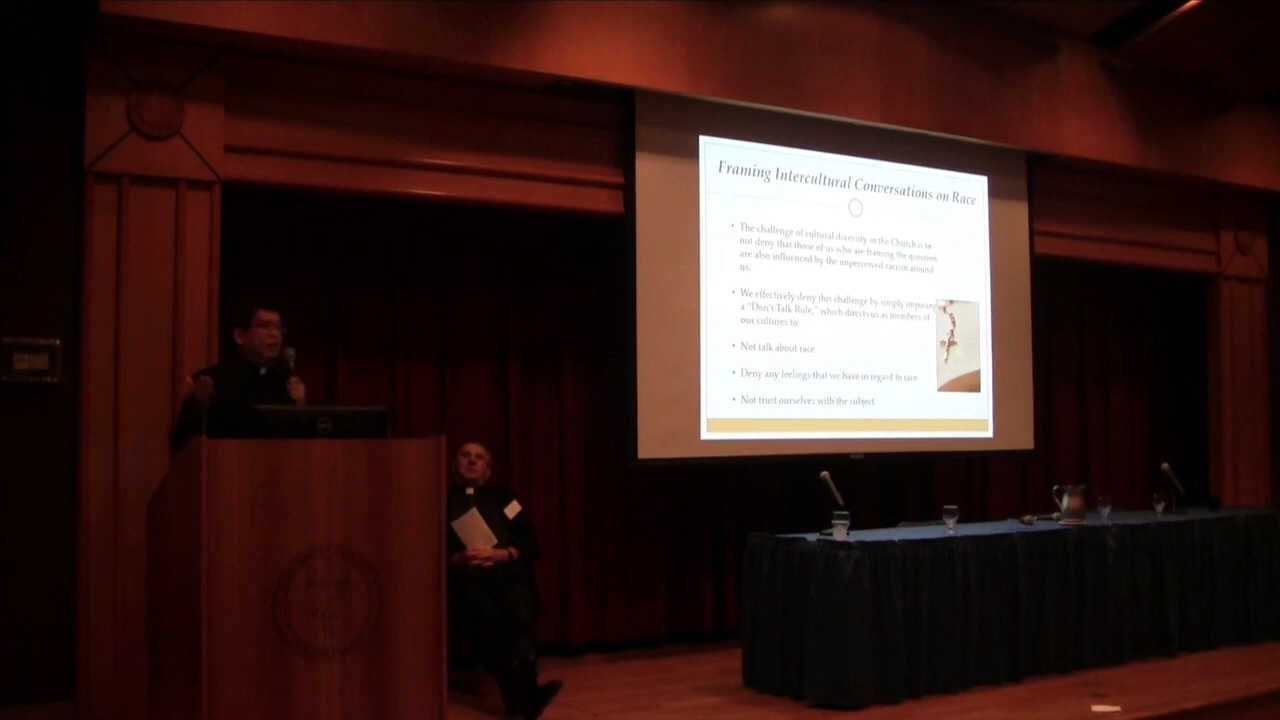 Framing Intercultural Conversations on Race
• The challenge of cultural diversity in the Church is to
not deny that those of us who are framing the question
are also influenced by the unperceived racism around
us.
• We effectively deny this challenge by simply imposing
a "Don't Talk Rule," which directs us as members of
our cultures to:
• Not talk about race.
• Deny any feelings that we have in regard to race
• Not trust ourselves with the subject.